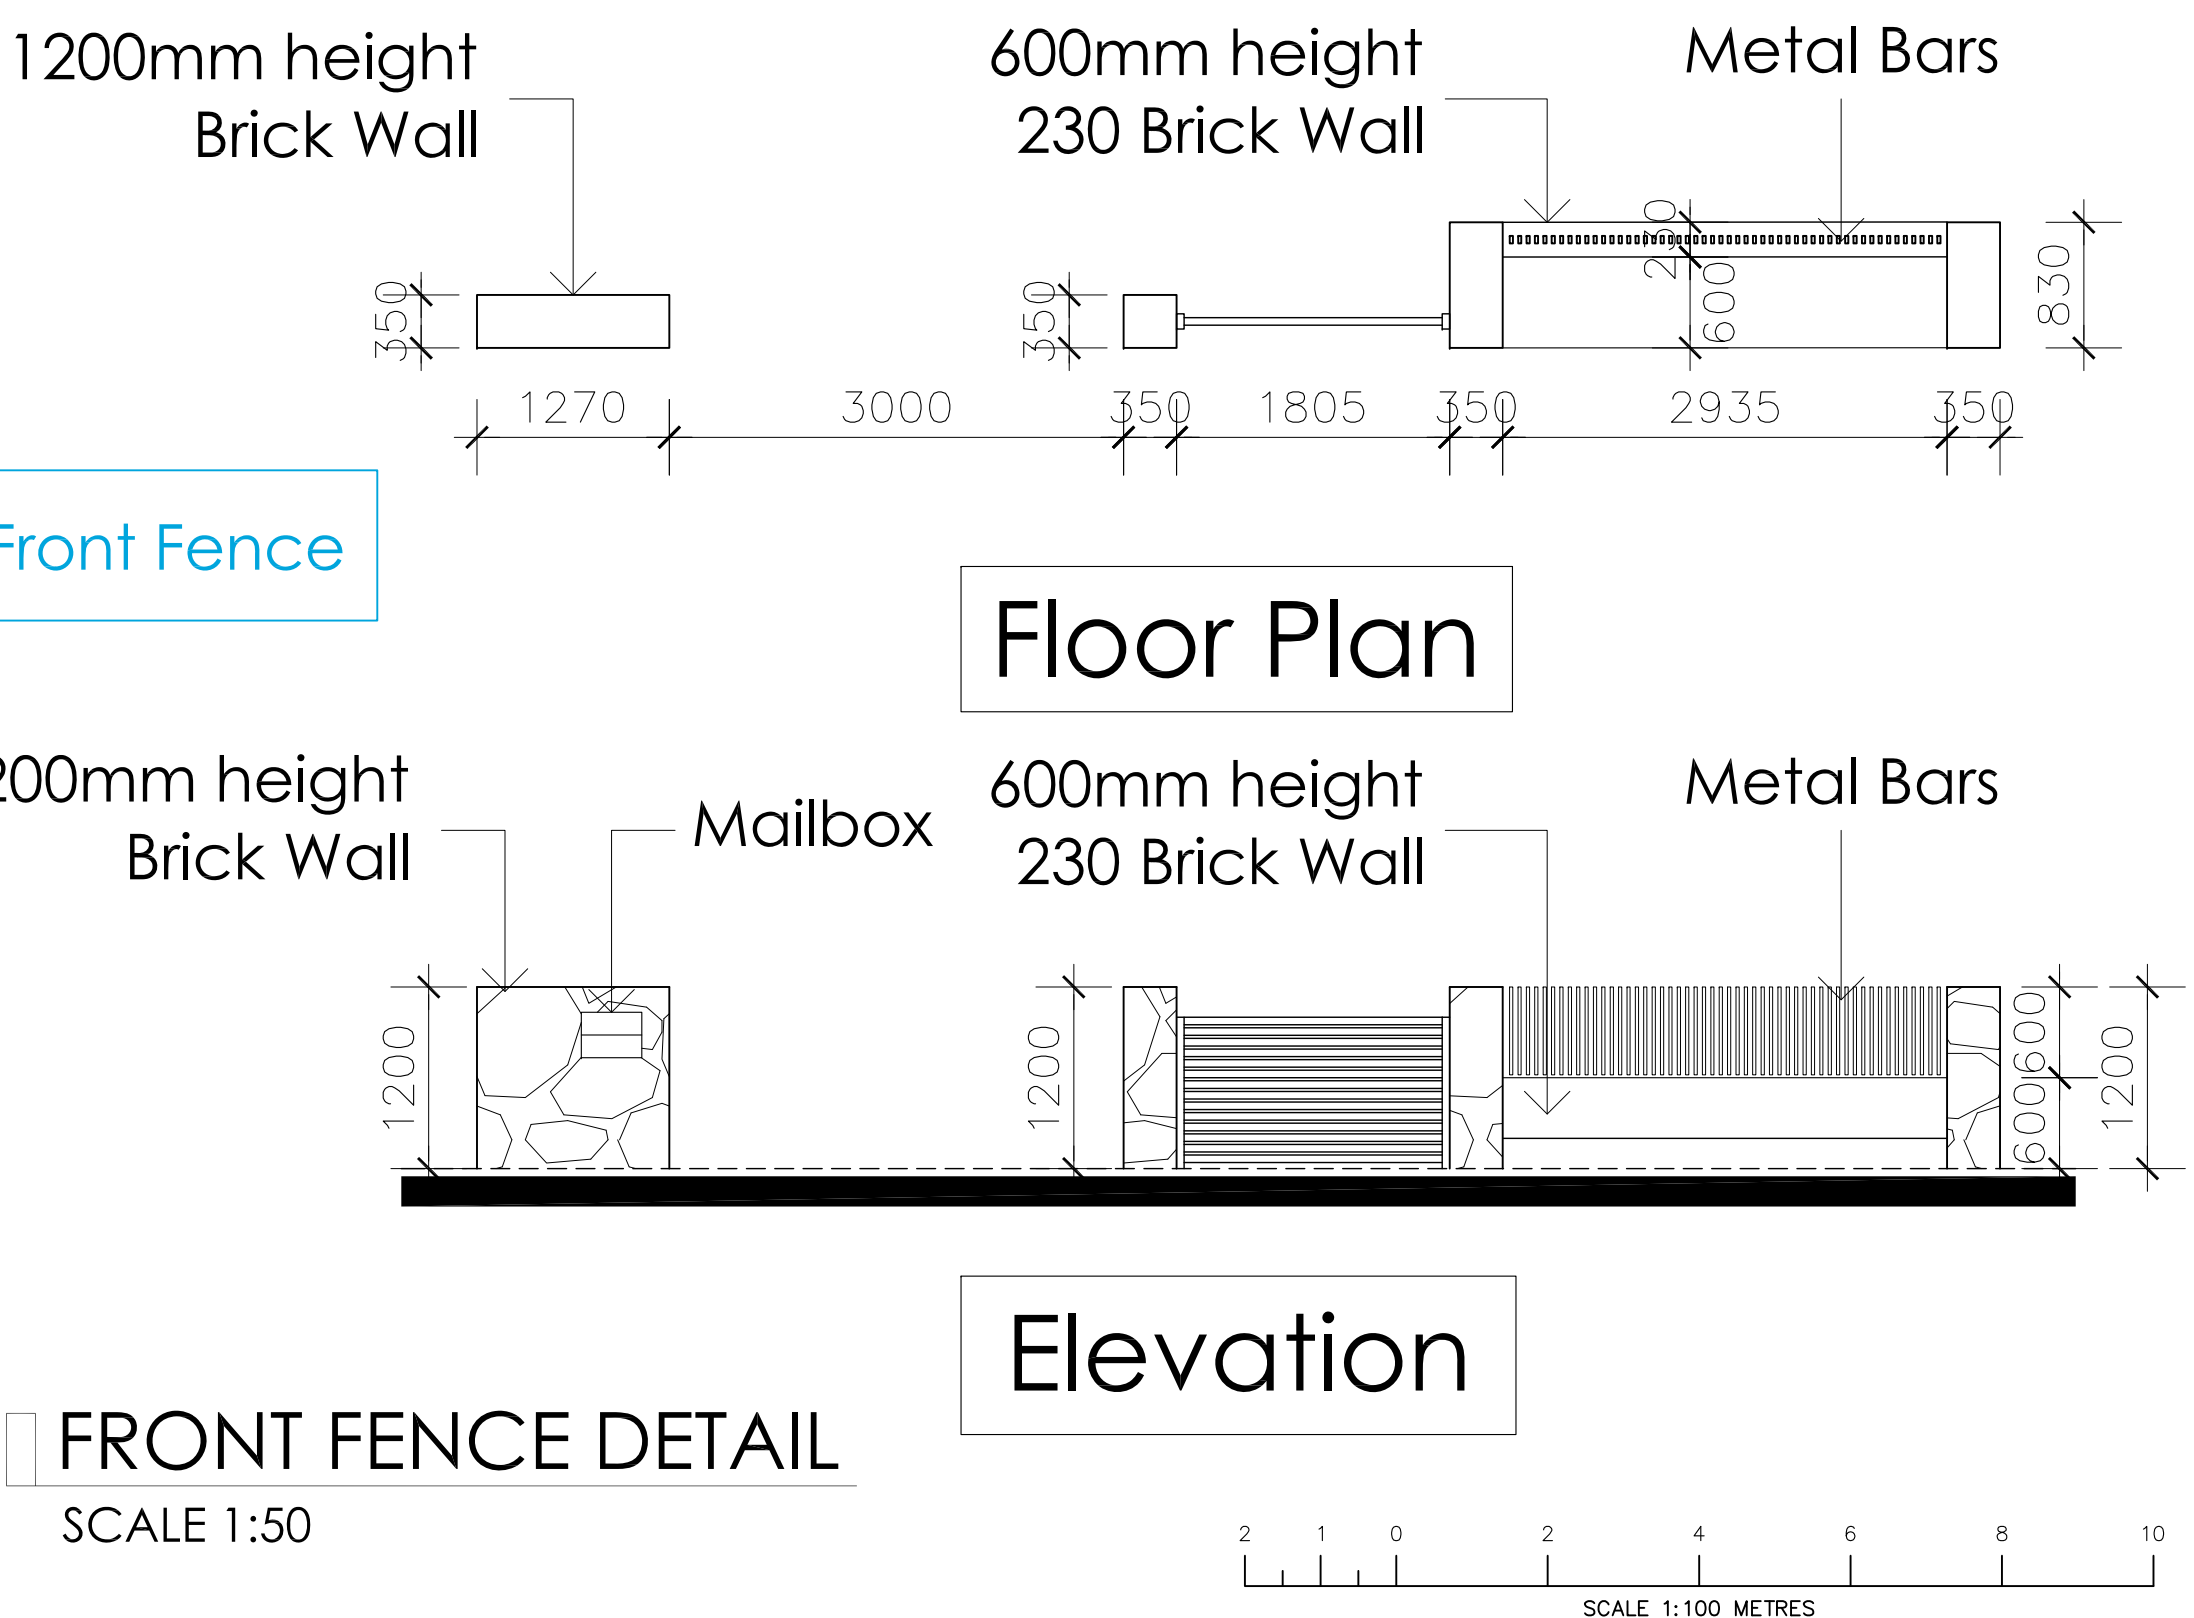 1200mm height
Brick Wall
600mm height
230 Brick Wall
Metal Bars
350
350
230
600
830
1270
3000
350
1805
350
2935
350
Front Fence
Floor Plan
200mm height
Brick Wall
Mailbox
600mm height
230 Brick Wall
Metal Bars
1200
1200
600
600
1200
Elevation
FRONT FENCE DETAIL
SCALE 1:50
2 1 0 2 4 6 8 10
SCALE 1:100 METRES